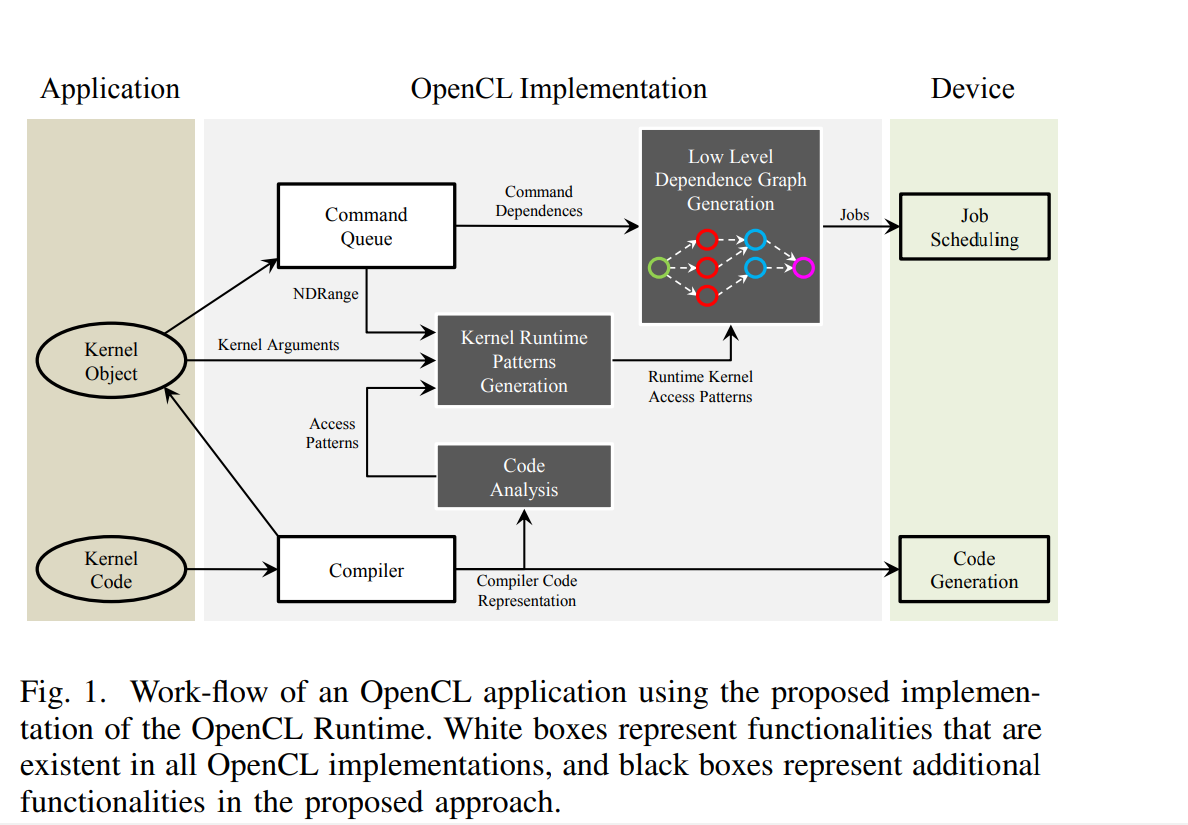 Application
OpenCL Implementation
Device
Low Level
Dependence Graph
Generation
Command
Queue
Command
Dependences
Jobs
Job
Scheduling
NDRange
Kernel
Object
Kernel Arguments
Kernel Runtime
Patterns
Generation
Runtime Kernel
Access Patterns
Access
Patterns
Code
Analysis
Kernel
Code
Compiler
Compiler Code
Representation
Code
Generation
Fig. 1. Work-flow of an OpenCL application using the proposed implemen-
tation of the OpenCL Runtime. White boxes represent functionalities that are
existent in all OpenCL implementations, and black boxes represent additional
functionalities in the proposed approach.